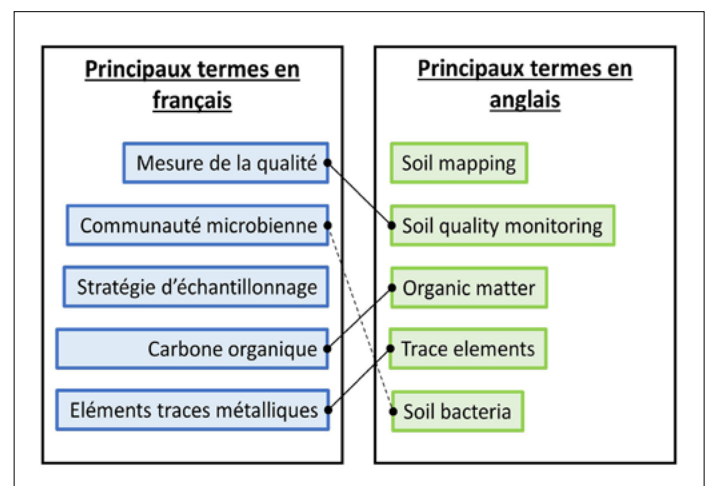 Principaux termes en
français
Mesure de la qualité
Communauté microbienne
Stratégie d'échantillonnage
Carbone organique
Eléments traces métalliques
Principaux termes en
anglais
Soil mapping
Soil quality monitoring
Organic matter
Trace elements
Soil bacteria